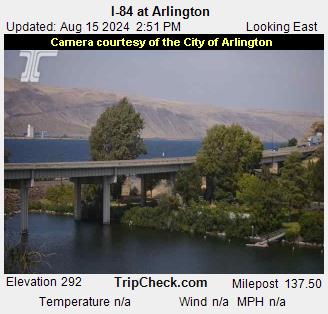 I-84 at Arlington
Updated: Aug 15 2024 2:51 PM Looking East
Camera courtesy of the City of Arlington
Elevation 292 TripCheck.com Milepost 137.50
Temperature n/a Wind n/a MPH n/a